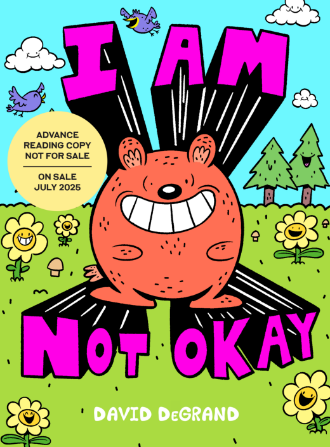 I AM
ADVANCE
READING COPY
NOT FOR SALE
ON SALE
JULY 2025
NOT OKAY
DAVID DEGRAND